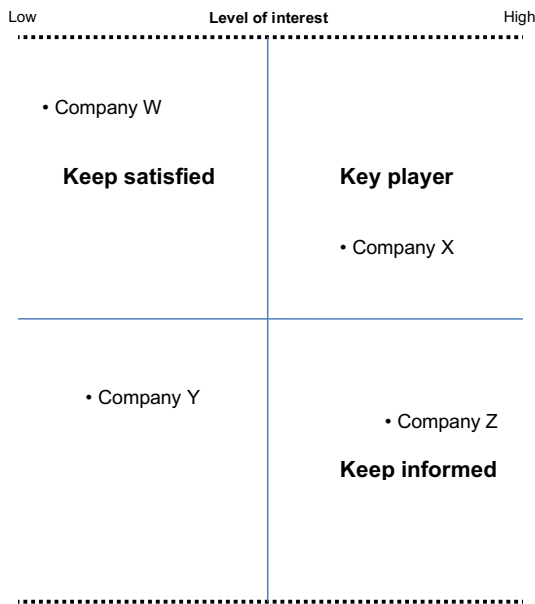 Low Level of interest High
• Company W
Keep satisfied Key player
• Company X
• Company Y
• Company Z
Keep informed